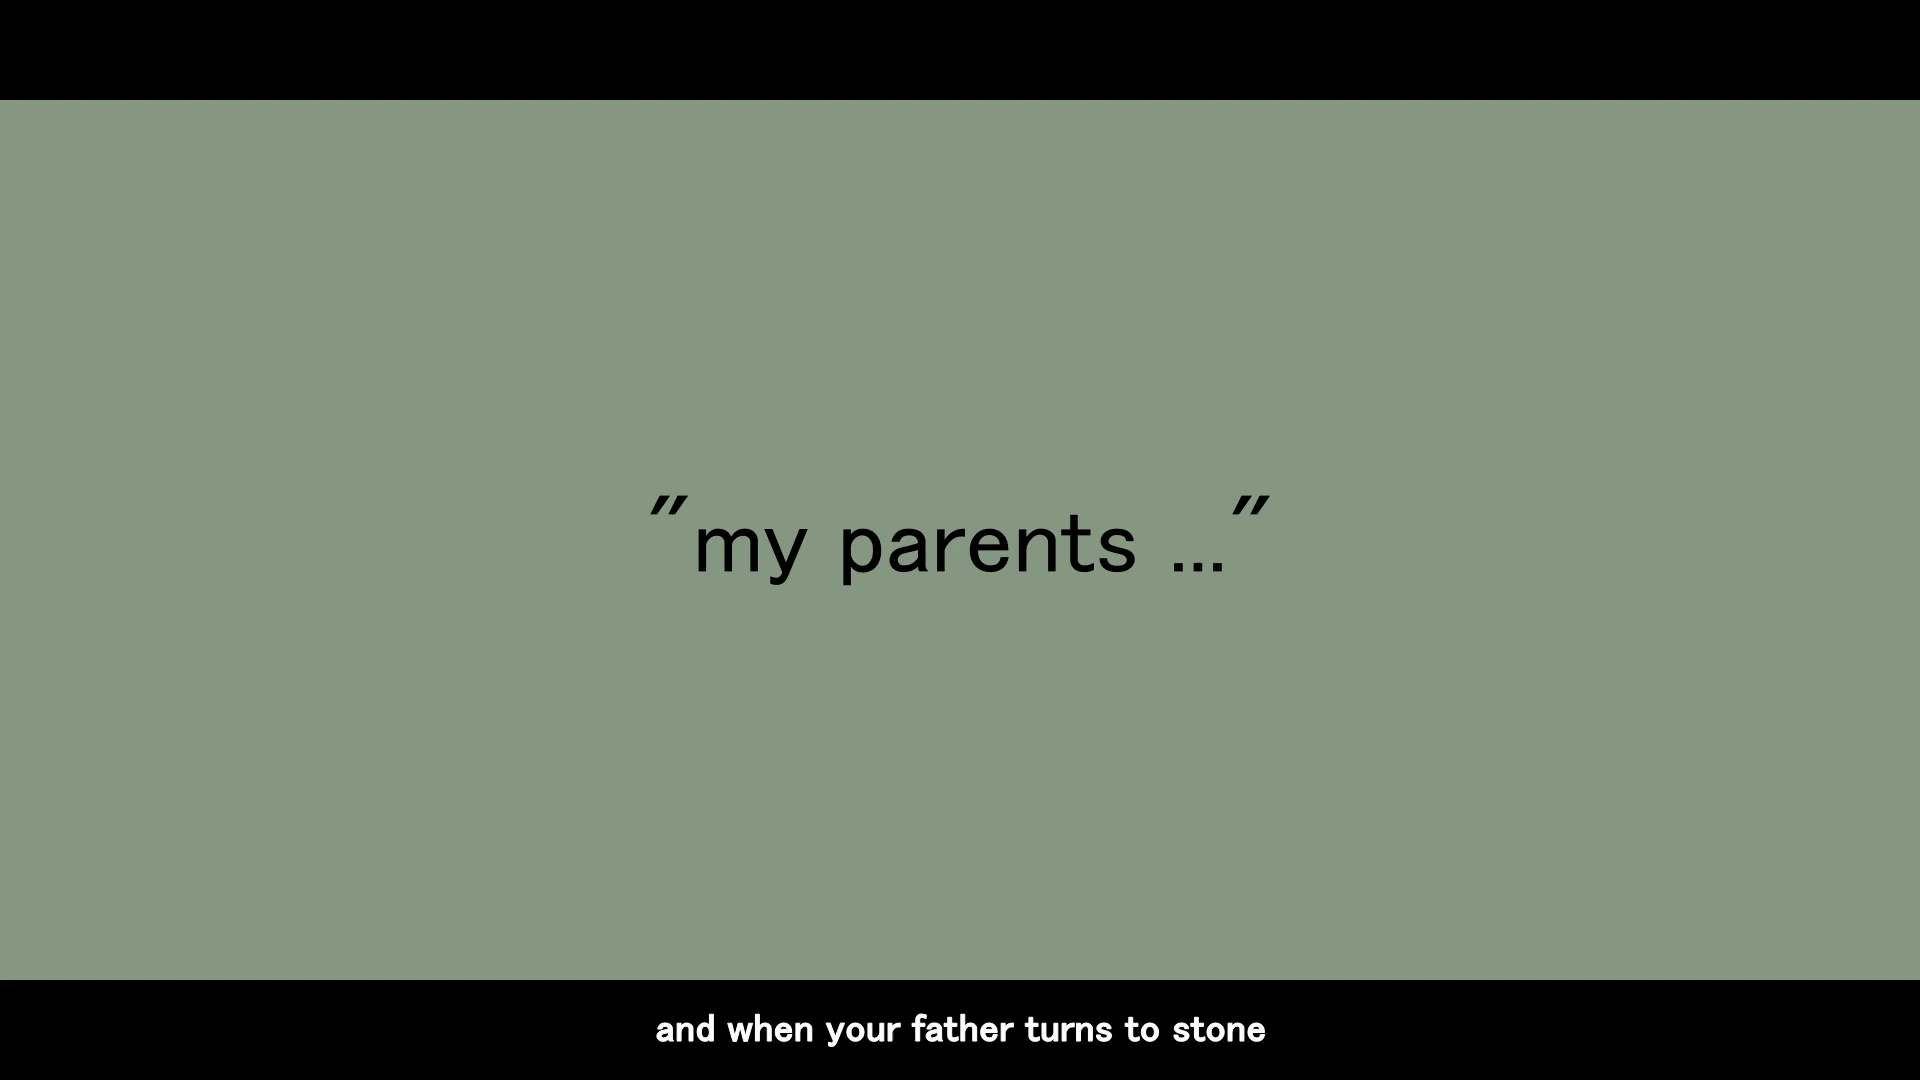 "my parents ..."
and when your father turns to stone